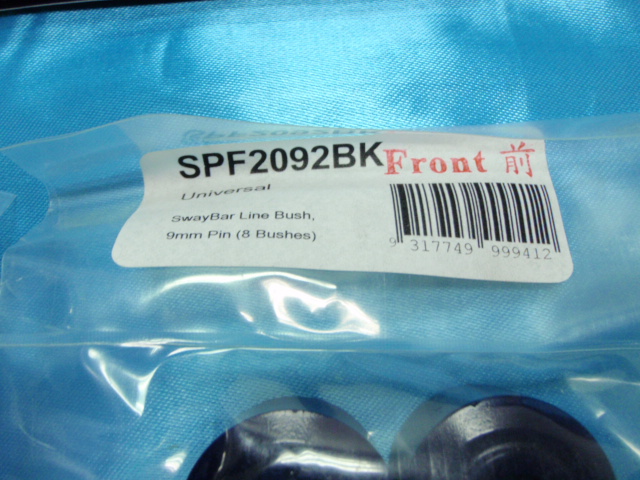 SPF2092BK Front 前
Universal
SwayBar Line Bush,
9mm Pin (8 Bushes)
9 317749 999412